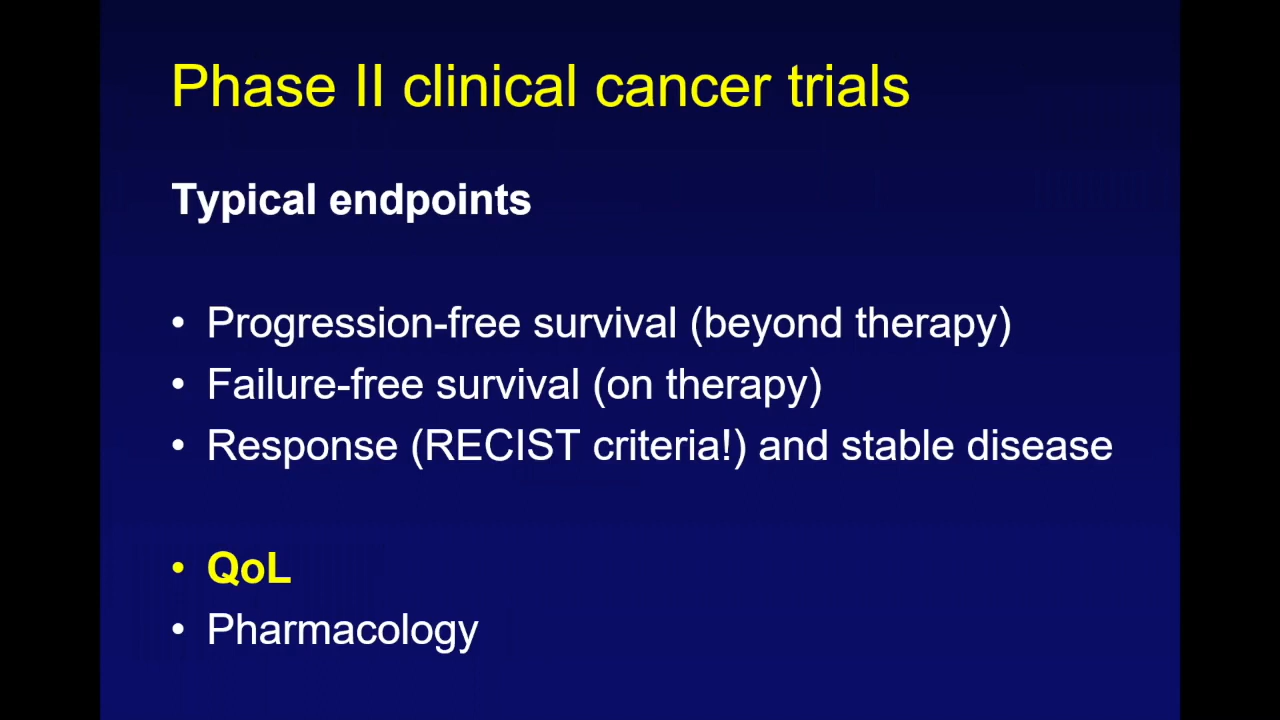 Phase II clinical cancer trials
Typical endpoints
• Progression-free survival (beyond therapy)
• Failure-free survival (on therapy)
• Response (RECIST criteria!) and stable disease
• QoL
• Pharmacology